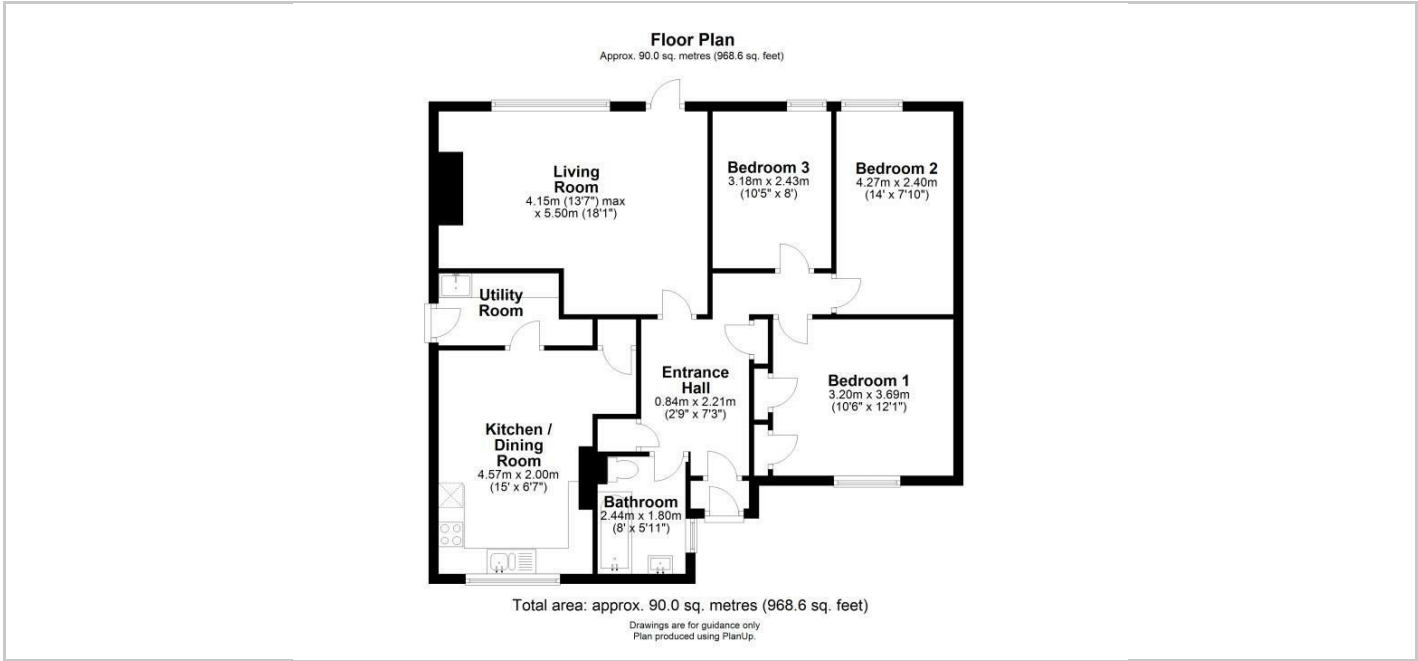 Floor Plan
Approx. 90.0 sq. metres (968.6 sq. feet)
Living
Room
4.15m (13'7") max
x 5.50m (18'1")
Bedroom 3
3.18m x 2.43m
(10'5" x 8')
Bedroom 2
4.27m x 2.40m
(14' x 7'10")
Utility
Room
Entrance
Hall
0.84m x 2.21m
(2'9" x 7'3")
Bedroom 1
3.20m x 3.69m
(10'6" x 12'1")
Kitchen /
Dining
Room
4.57m x 2.00m
(15' x 6'7")
Bathroom
2.44m x 1.80m
(8' x 5'11")
Total area: approx. 90.0 sq. metres (968.6 sq. feet)
Drawings are for guidance only
Plan produced using PlanUp.